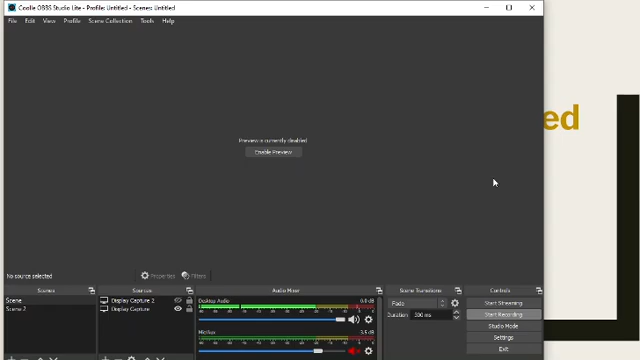 Coolle OBBS Studio Lite - Profile: Untitled - Scenes: Untitled
File Edit View Profile Scene Collection Tools Help
ed
Preview is currently disabled
Enable Preview
No source selected
Properties Filters
Scenes Sources Audio Mixer Scene Transitions Controls
Scene
Scene 2
Display Capture 2
Display Capture
Desktop Audio 0.0 dB
Mic/Aux 3.5 dB
Fade
Duration 300 ms
Start Streaming
Start Recording
Studio Mode
Settings
Exit